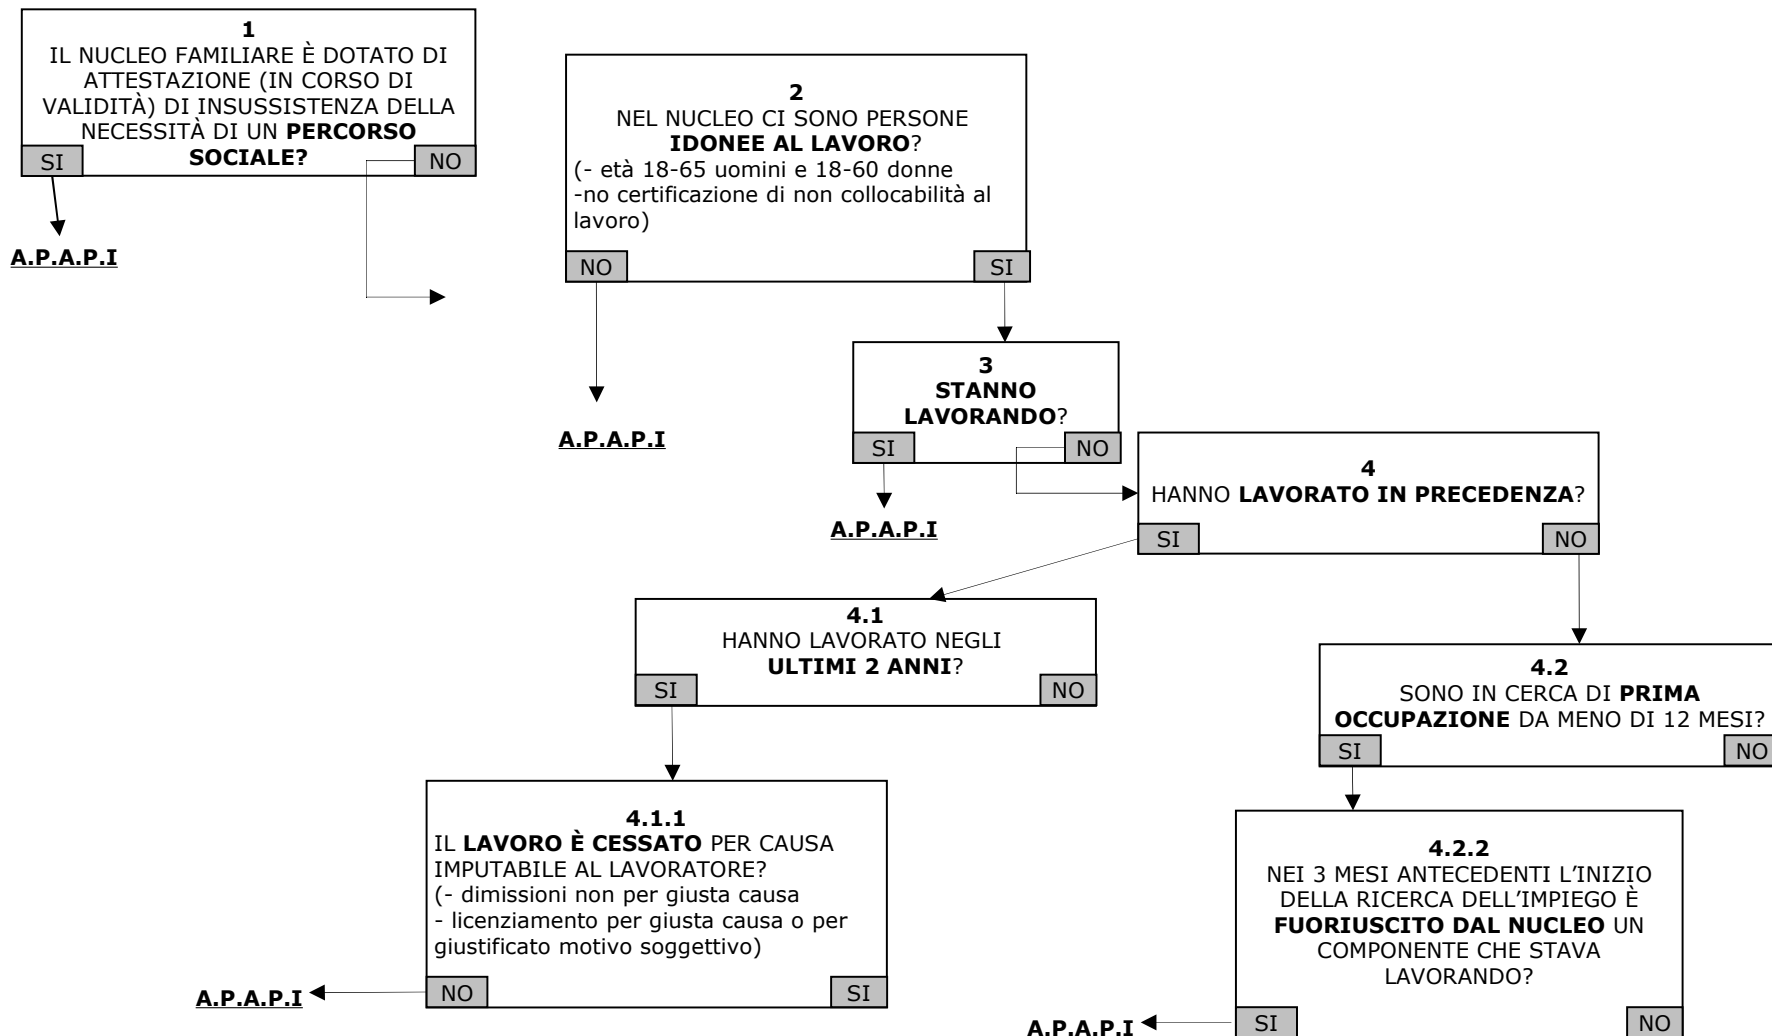 1
IL NUCLEO FAMILIARE È DOTATO DI
ATTESTAZIONE (IN CORSO DI
VALIDITÀ) DI INSUSSISTENZA DELLA
NECESSITÀ DI UN PERCORSO
SOCIALE?
SI
NO
A.P.A.P.I
2
NEL NUCLEO CI SONO PERSONE
IDONEE AL LAVORO?
(- età 18-65 uomini e 18-60 donne
-no certificazione di non collocabilità al
lavoro)
NO
SI
A.P.A.P.I
3
STANNO
LAVORANDO?
SI
NO
A.P.A.P.I
4
HANNO LAVORATO IN PRECEDENZA?
SI
NO
4.1
HANNO LAVORATO NEGLI
ULTIMI 2 ANNI?
SI
NO
4.2
SONO IN CERCA DI PRIMA
OCCUPAZIONE DA MENO DI 12 MESI?
SI
NO
4.1.1
IL LAVORO È CESSATO PER CAUSA
IMPUTABILE AL LAVORATORE?
(- dimissioni non per giusta causa
- licenziamento per giusta causa o per
giustificato motivo soggettivo)
NO
SI
A.P.A.P.I
4.2.2
NEI 3 MESI ANTECEDENTI L'INIZIO
DELLA RICERCA DELL'IMPIEGO È
FUORIUSCITO DAL NUCLEO UN
COMPONENTE CHE STAVA
LAVORANDO?
SI
NO
A.P.A.P.I